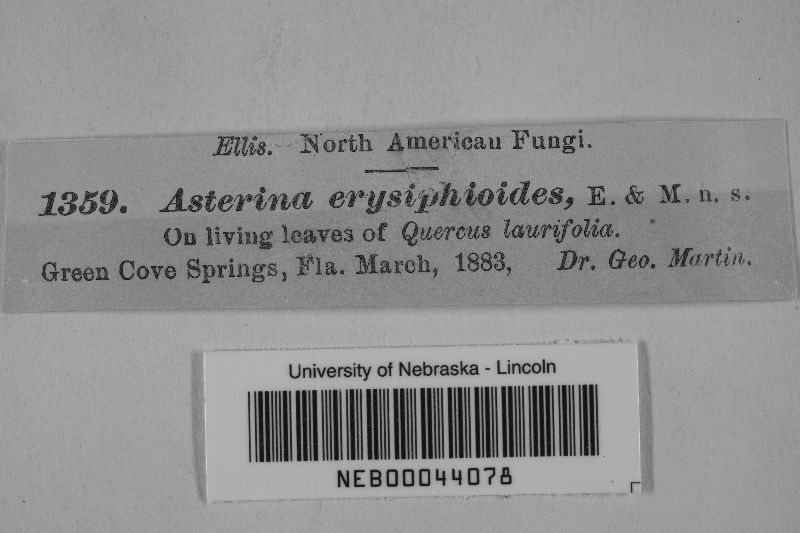 Ellis. North American Fungi.
1359. Asterina erysiphioides, E. & M. n. s.
On living leaves of Quercus laurifolia.
Green Cove Springs, Fla. March, 1883, Dr. Geo. Martin.
University of Nebraska - Lincoln
NEB00044078